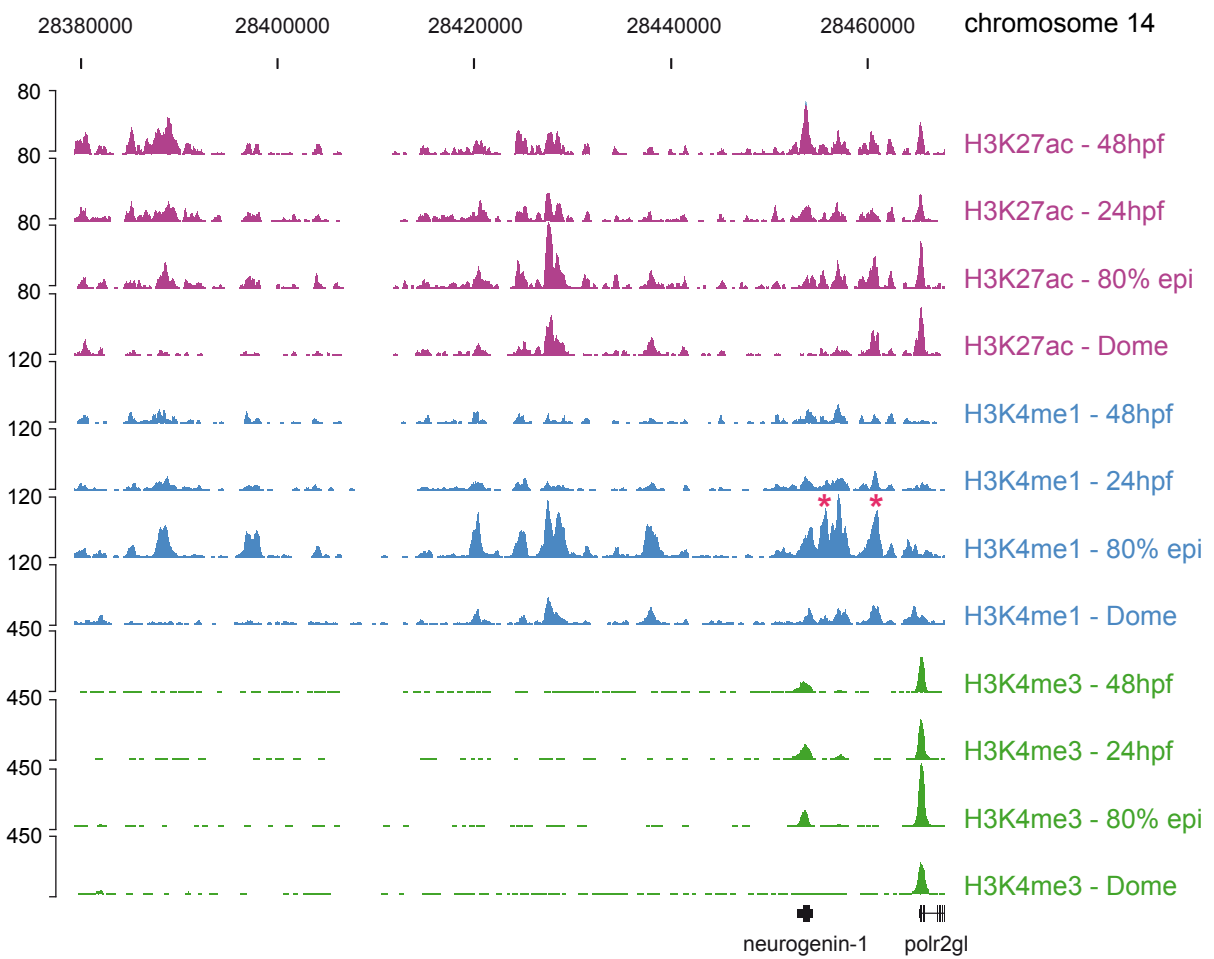 28380000 28400000 28420000 28440000 28460000 chromosome 14
80
H3K27ac - 48hpf
80
H3K27ac - 24hpf
80
H3K27ac - 80% epi
80
H3K27ac - Dome
120
H3K4me1 - 48hpf
120
H3K4me1 - 24hpf
120
* *
H3K4me1 - 80% epi
120
H3K4me1 - Dome
450
H3K4me3 - 48hpf
450
H3K4me3 - 24hpf
450
H3K4me3 - 80% epi
450
H3K4me3 - Dome
neurogenin-1 polr2gl